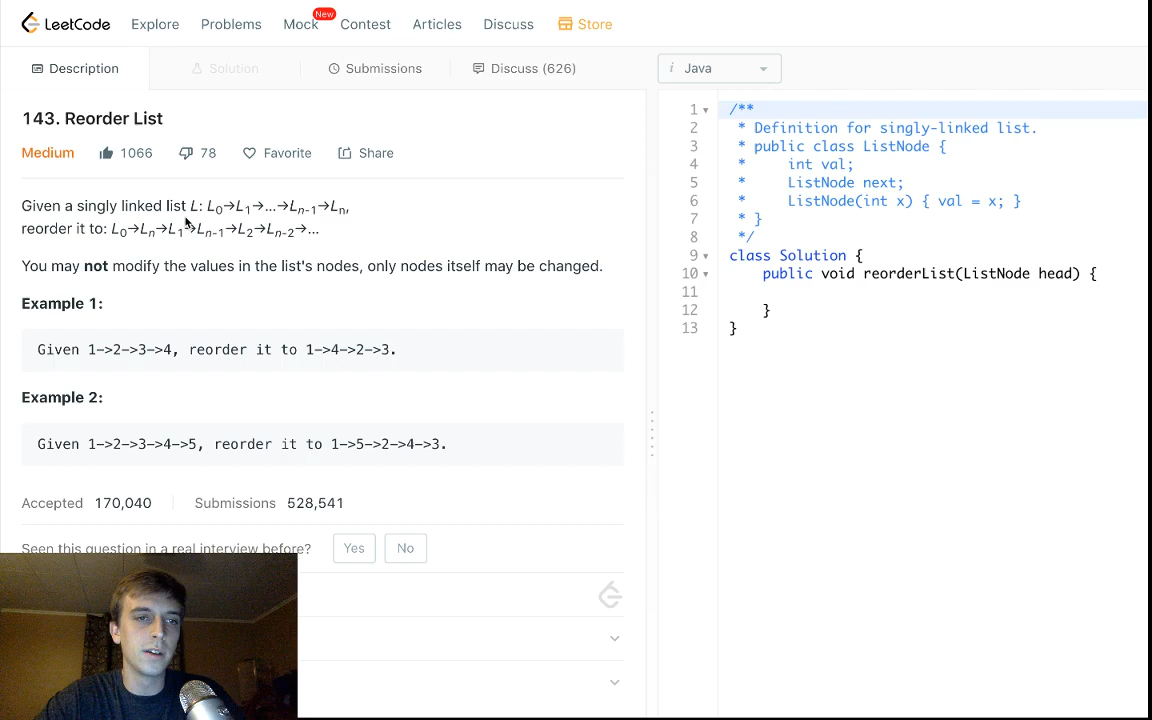 LeetCode Explore Problems Mock New Contest Articles Discuss Store
Description Solution Submissions Discuss (626) i Java
143. Reorder List
Medium 1066 78 Favorite Share
Given a singly linked list L: L0→L1→…→Ln-1→Ln,
reorder it to: L0→Ln→L1→Ln-1→L2→Ln-2→…
You may not modify the values in the list's nodes, only nodes itself may be changed.
Example 1:
Given 1->2->3->4, reorder it to 1->4->2->3.
Example 2:
Given 1->2->3->4->5, reorder it to 1->5->2->4->3.
Accepted 170,040 Submissions 528,541
Seen this question in a real interview before? Yes No
1 /**
2 * Definition for singly-linked list.
3 * public class ListNode {
4 * int val;
5 * ListNode next;
6 * ListNode(int x) { val = x; }
7 * }
8 */
9 class Solution {
10 public void reorderList(ListNode head) {
11
12 }
13 }